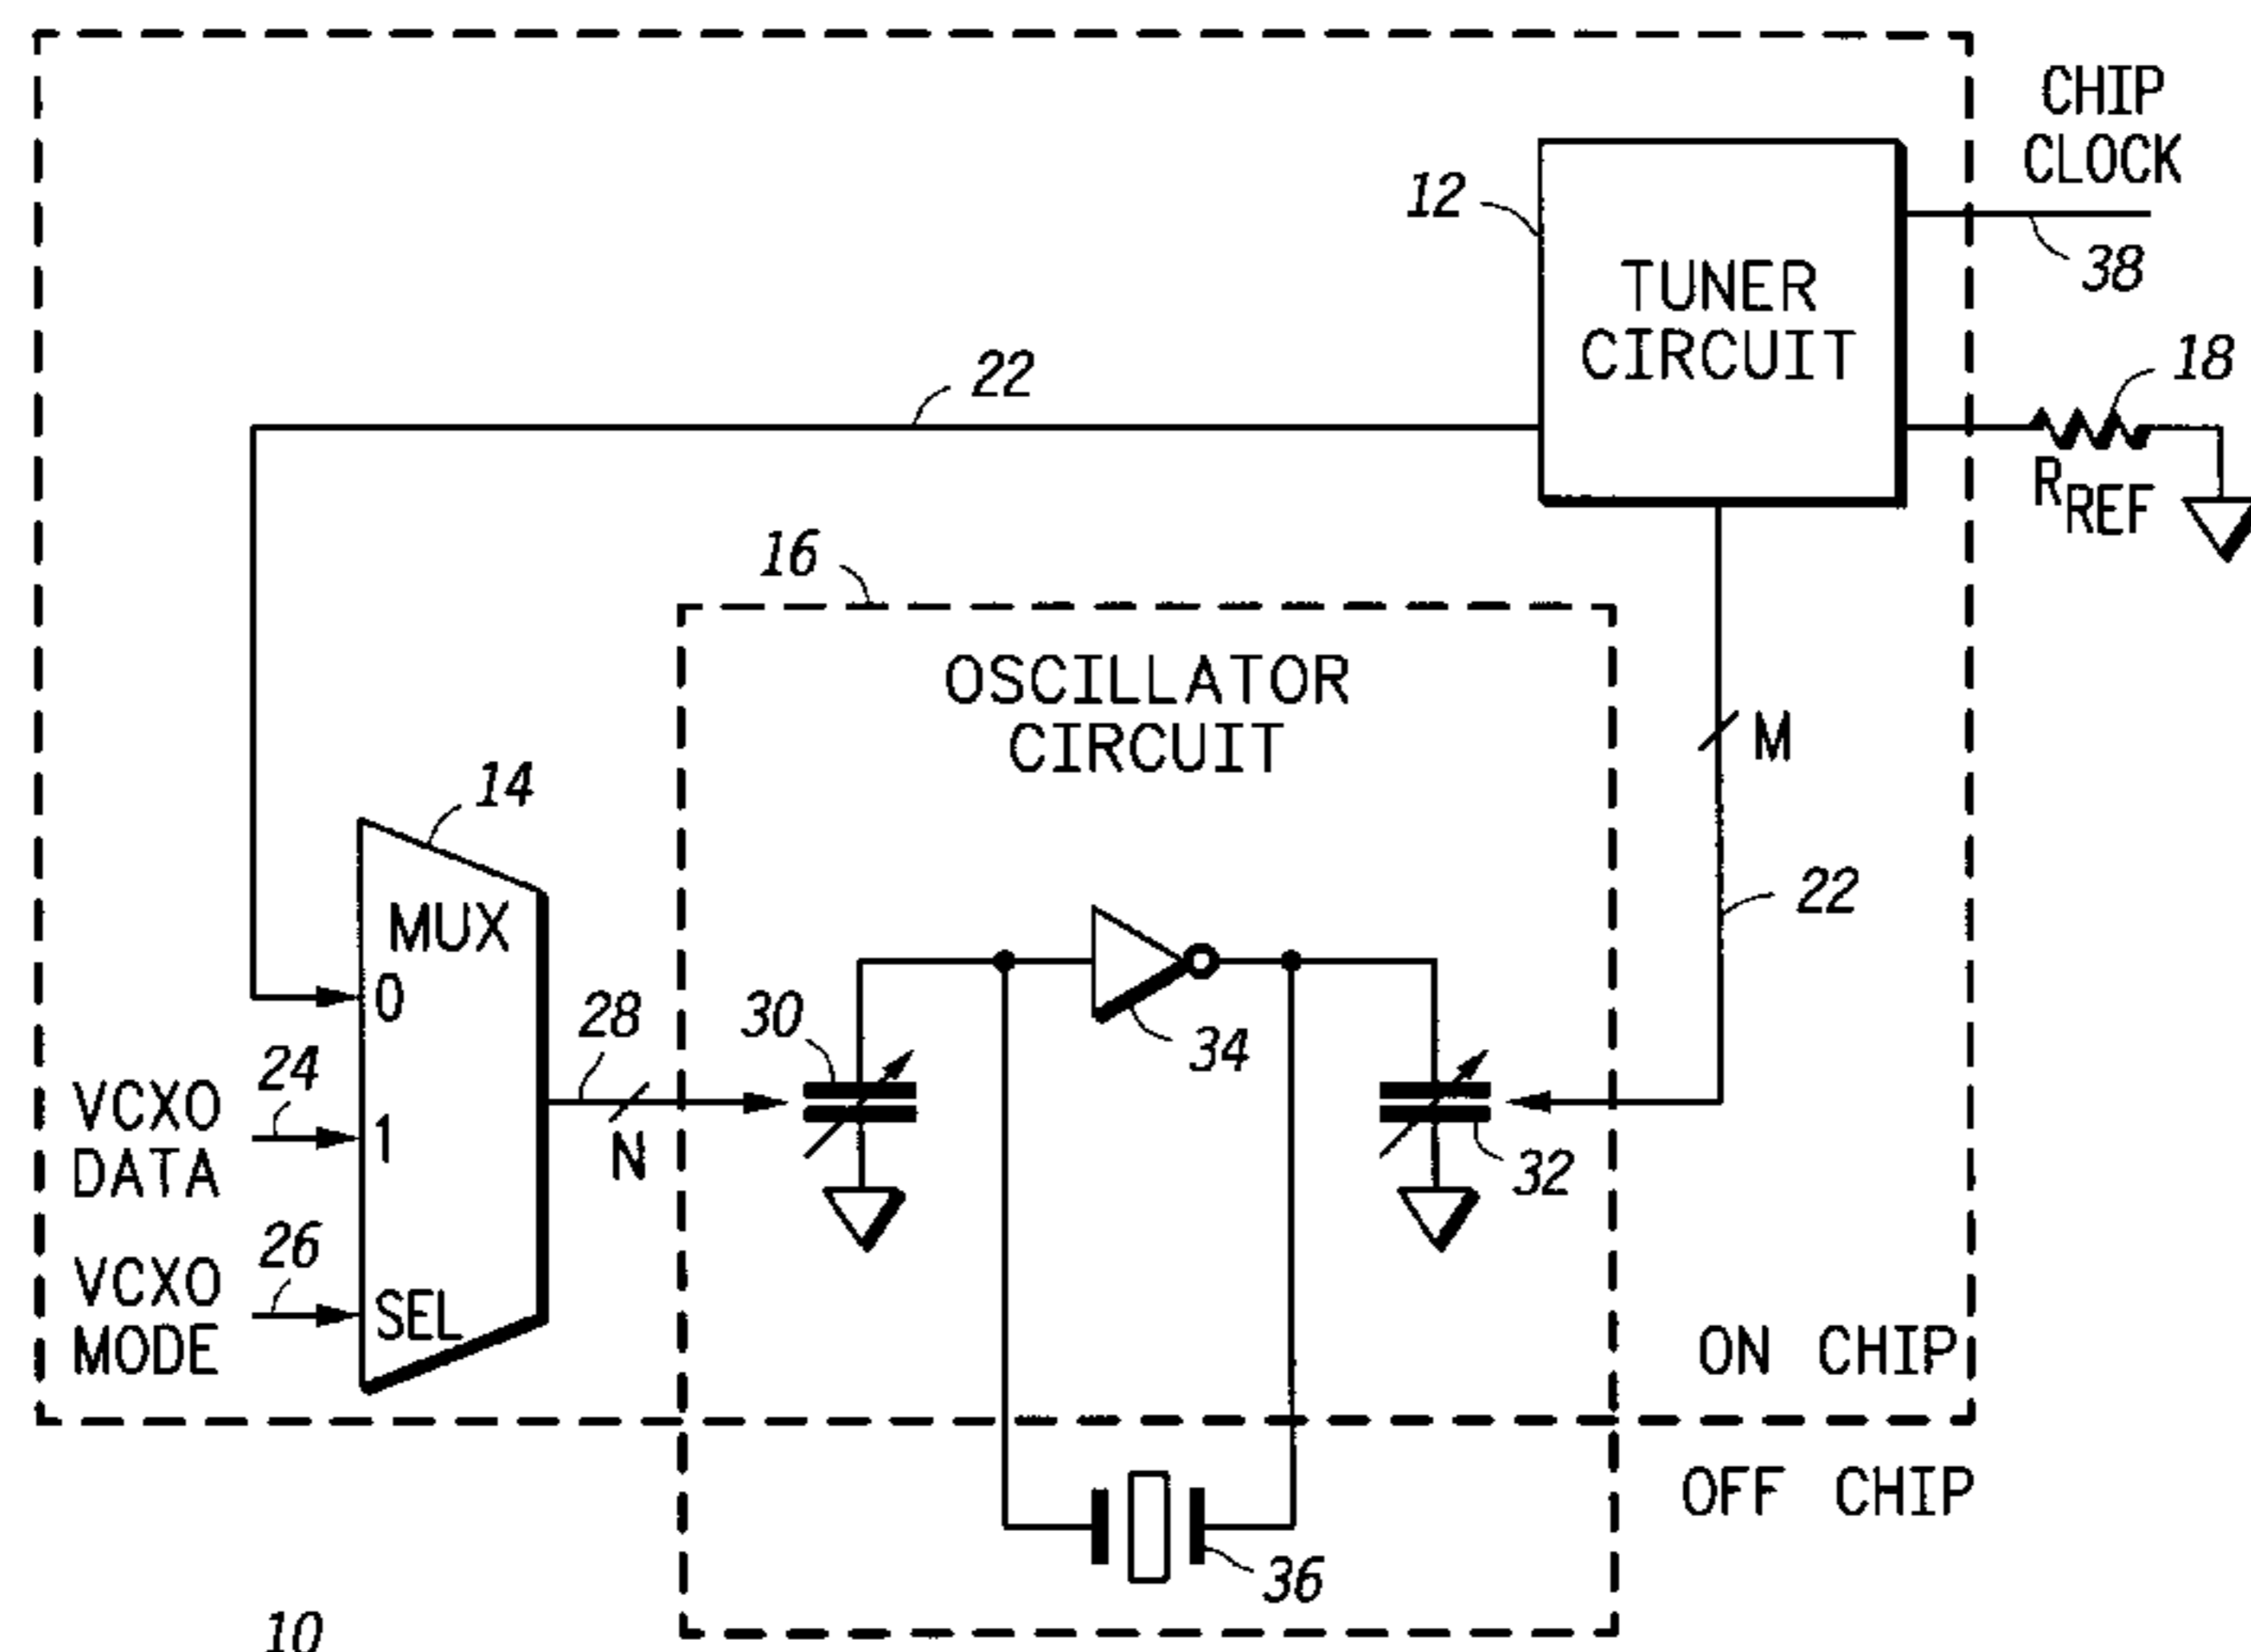 CHIP
CLOCK
12
38
TUNER
CIRCUIT
18
22
R REF
16
OSCILLATOR
CIRCUIT
M
14
22
MUX
0
28
30
34
24
VCXO
DATA
1
N
32
26
VCXO
MODE
SEL
ON CHIP
OFF CHIP
36
10